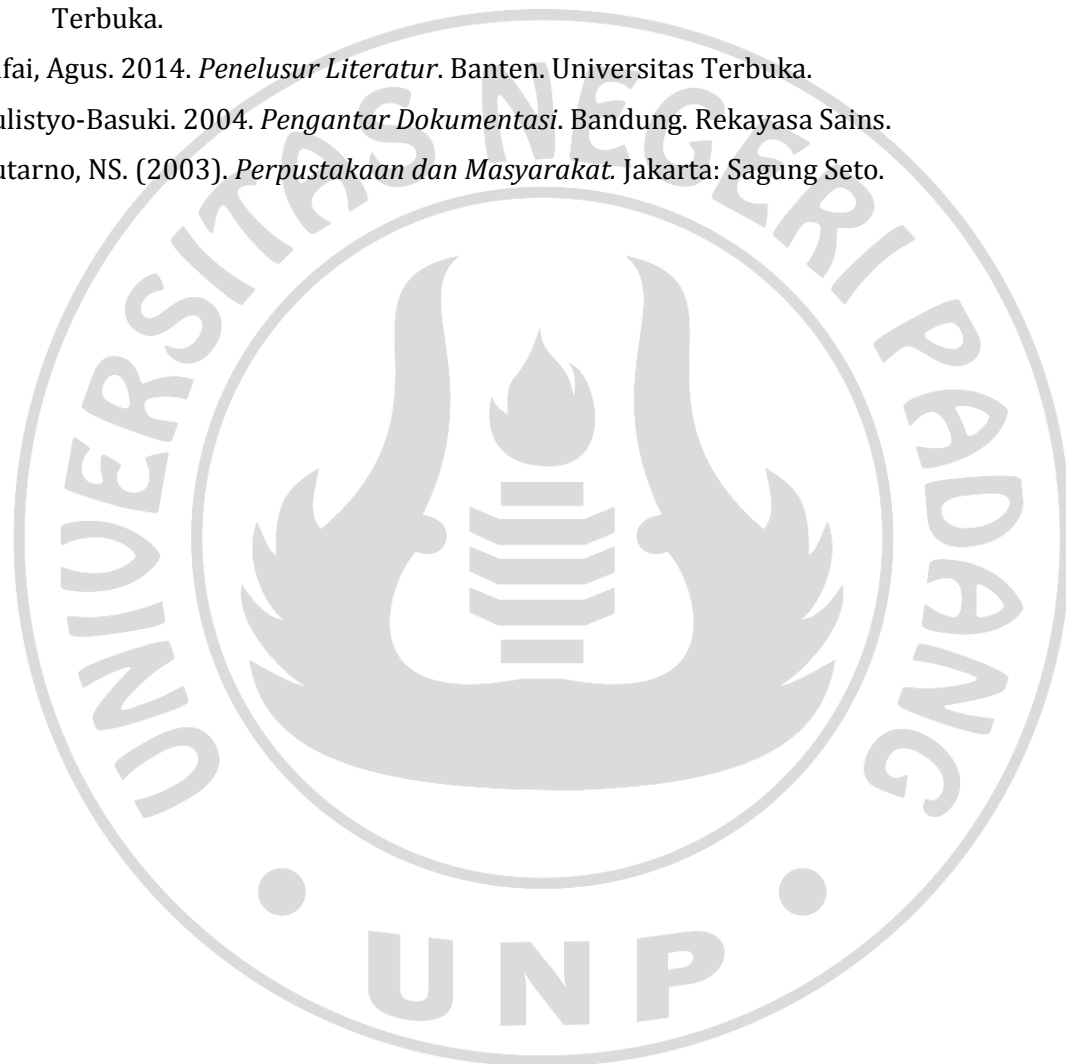 Terbuka.
fai, Agus. 2014. Penelusur Literatur. Banten. Universitas Terbuka.
ulistyo-Basuki. 2004. Pengantar Dokumentasi. Bandung. Rekayasa Sains.
utarno, NS. (2003). Perpustakaan dan Masyarakat. Jakarta: Sagung Seto.
UNIVERSITAS NEGERI PADANG
UNP